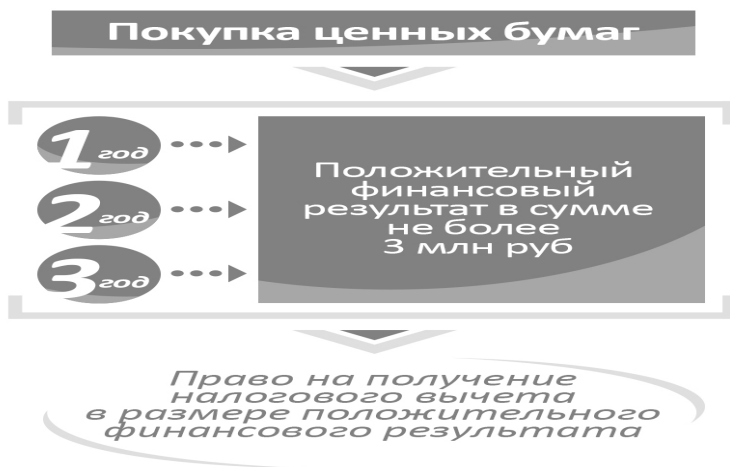 Покупка ценных бумаг
1 год
2 год
3 год
Положительный
финансовый
результат в сумме
не более
3 млн руб
Право на получение
налогового вычета
в размере положительного
финансового результата